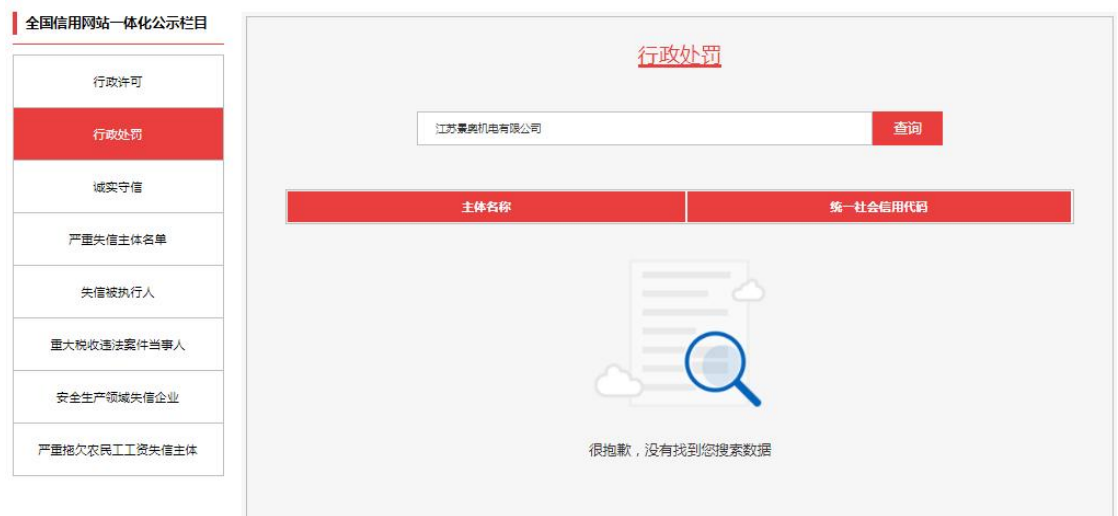 全国信用网站一体化公示栏目
行政许可
行政处罚
诚实守信
严重失信主体名单
失信被执行人
重大税收违法案件当事人
安全生产领域失信企业
严重拖欠农民工工资失信主体
行政处罚
江苏景奥机电有限公司
查询
主体名称 统一社会信用代码
很抱歉，没有找到您搜索数据